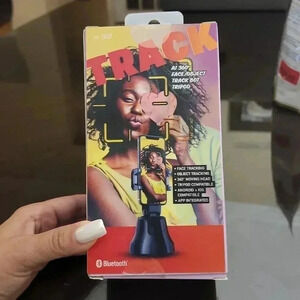 TRACK
AI 360°
FACE/OBJECT
TRACK BOT
TRIPOD
• FACE TRACKING
• OBJECT TRACKING
• 360° MOVING HEAD
• TRIPOD COMPATIBLE
• ANDROID + IOS
COMPATIBLE
• APP INTEGRATED
Bluetooth